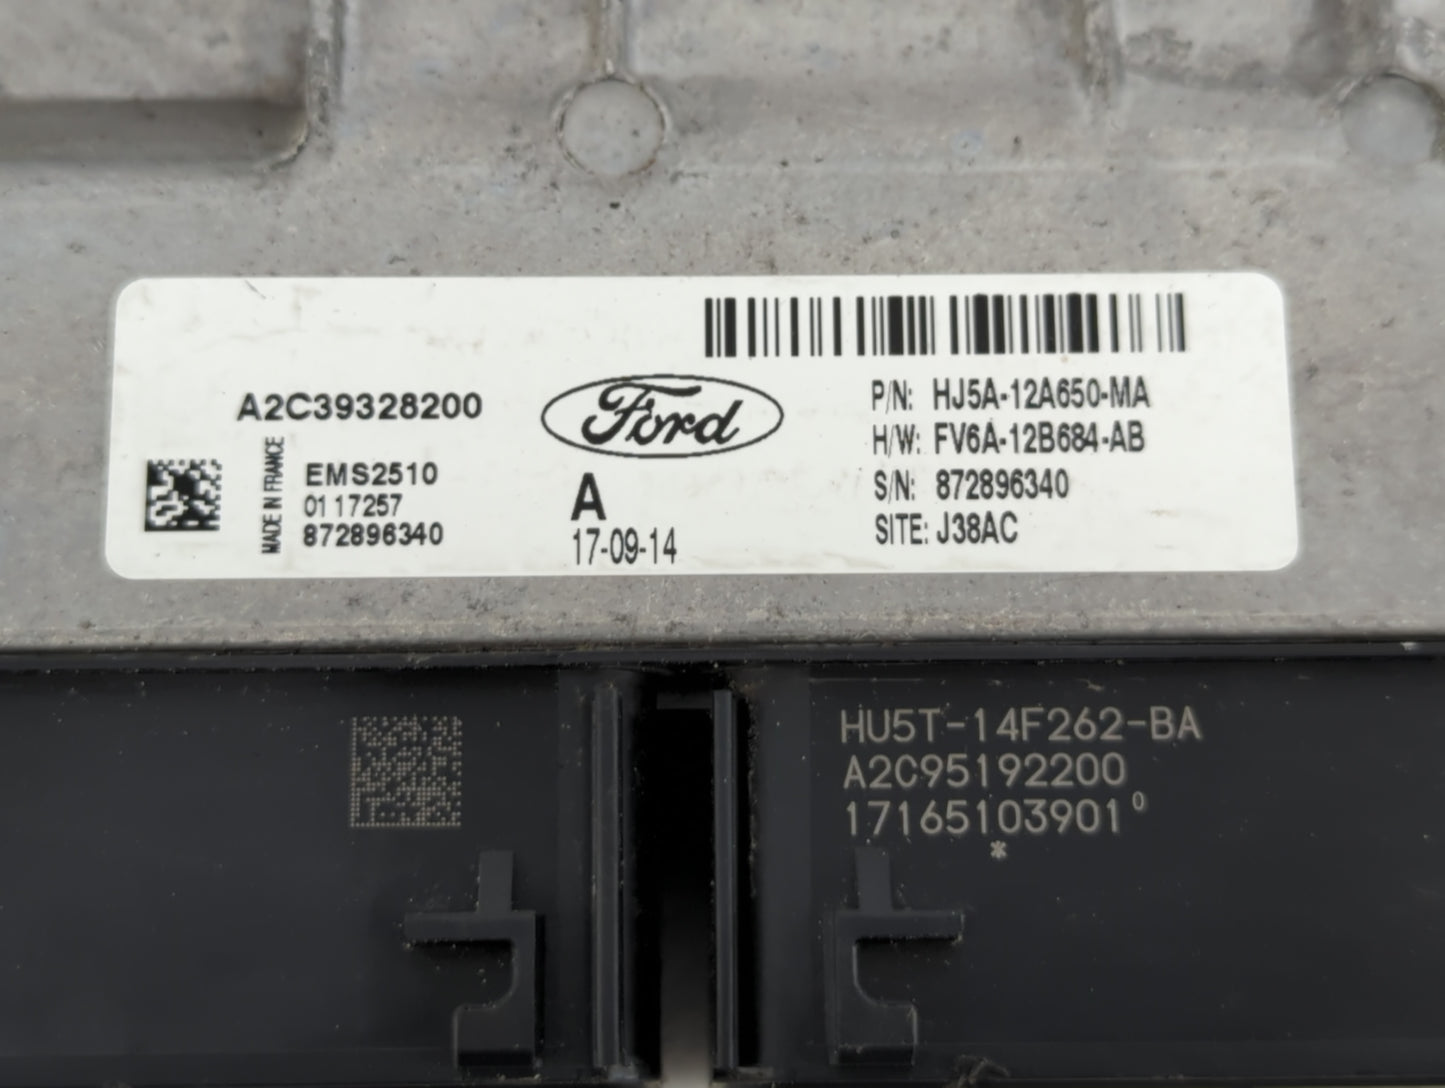 A2C39328200
MADE IN FRANCE
EMS2510
01 17257
872896340
Ford
A
17-09-14
P/N: HJ5A-12A650-MA
H/W: FV6A-12B684-AB
S/N: 872896340
SITE: J38AC
HU5T-14F262-BA
A2C95192200
17165103901 0
*